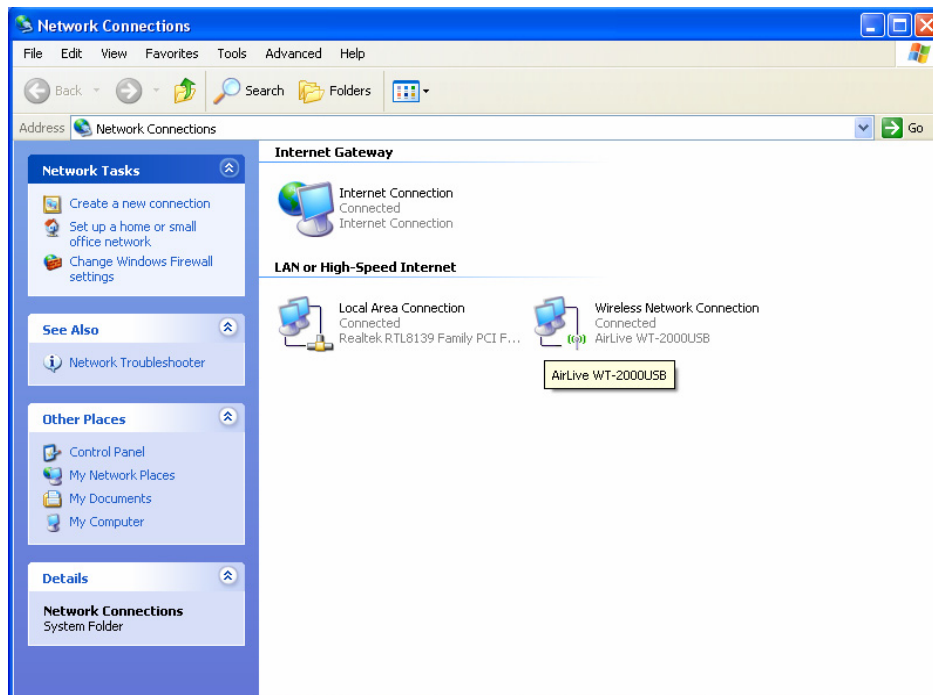 Network Connections
File Edit View Favorites Tools Advanced Help
Back Search Folders
Address Network Connections Go
Network Tasks
Create a new connection
Set up a home or small
office network
Change Windows Firewall
settings
See Also
Network Troubleshooter
Other Places
Control Panel
My Network Places
My Documents
My Computer
Details
Network Connections
System Folder
Internet Gateway
Internet Connection
Connected
Internet Connection
LAN or High-Speed Internet
Local Area Connection
Connected
Realtek RTL8139 Family PCI F...
Wireless Network Connection
Connected
AirLive WT-2000USB
AirLive WT-2000USB